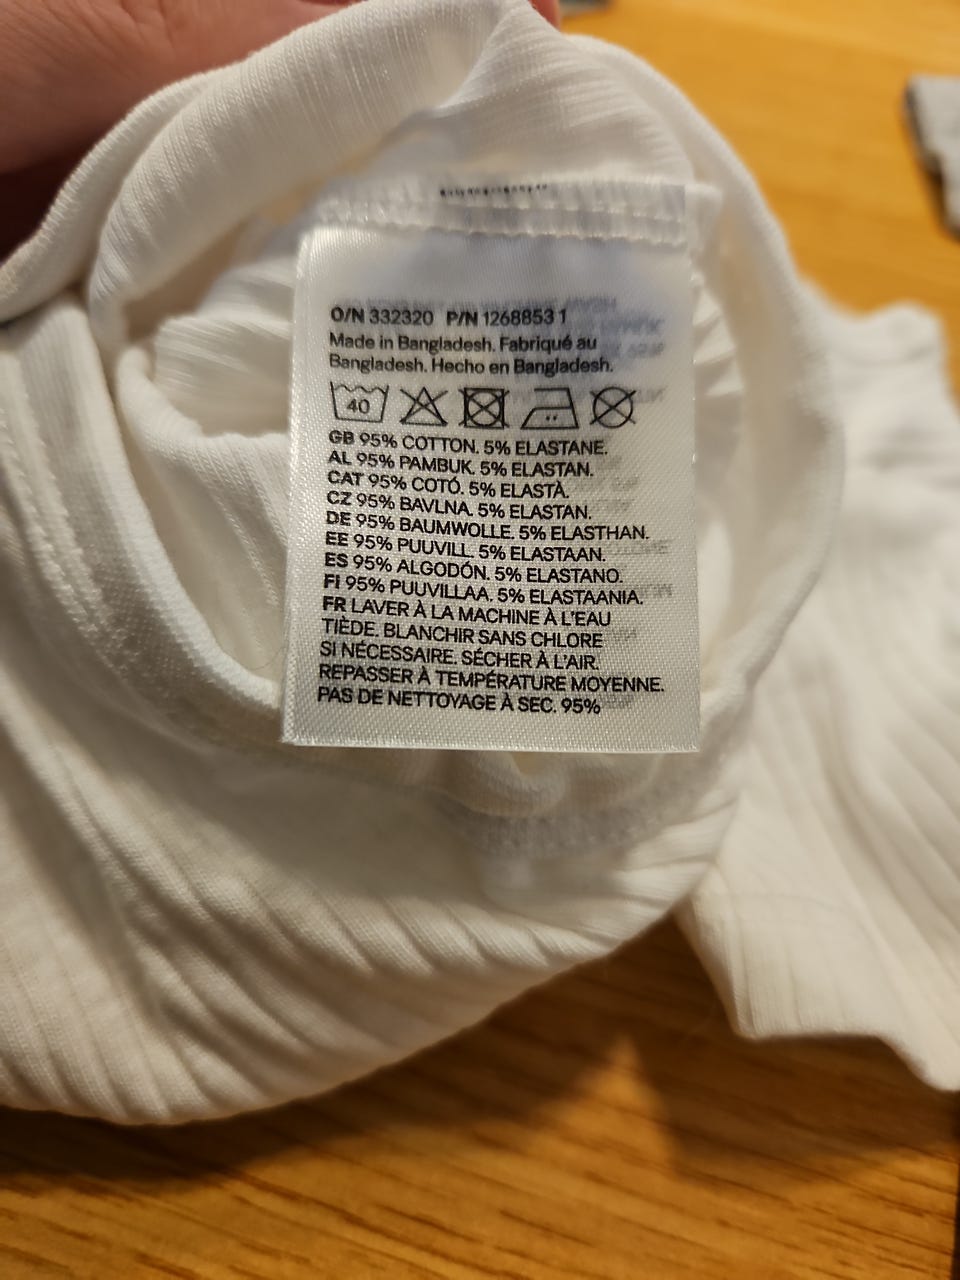 O/N 332320 P/N 1268853 1
Made in Bangladesh. Fabriqué au
Bangladesh. Hecho en Bangladesh.
40
GB 95% COTTON. 5% ELASTANE.
AL 95% PAMBUK. 5% ELASTAN.
CAT 95% COTÓ. 5% ELASTÀ.
CZ 95% BAVLNA. 5% ELASTAN.
DE 95% BAUMWOLLE. 5% ELASTHAN.
EE 95% PUUVILL. 5% ELASTAAN.
ES 95% ALGODÓN. 5% ELASTANO.
FI 95% PUUVILLAA. 5% ELASTAANIA.
FR LAVER À LA MACHINE À L'EAU
TIÈDE. BLANCHIR SANS CHLORE
SI NÉCESSAIRE. SÉCHER À L'AIR.
REPASSER À TEMPÉRATURE MOYENNE.
PAS DE NETTOYAGE À SEC. 95%